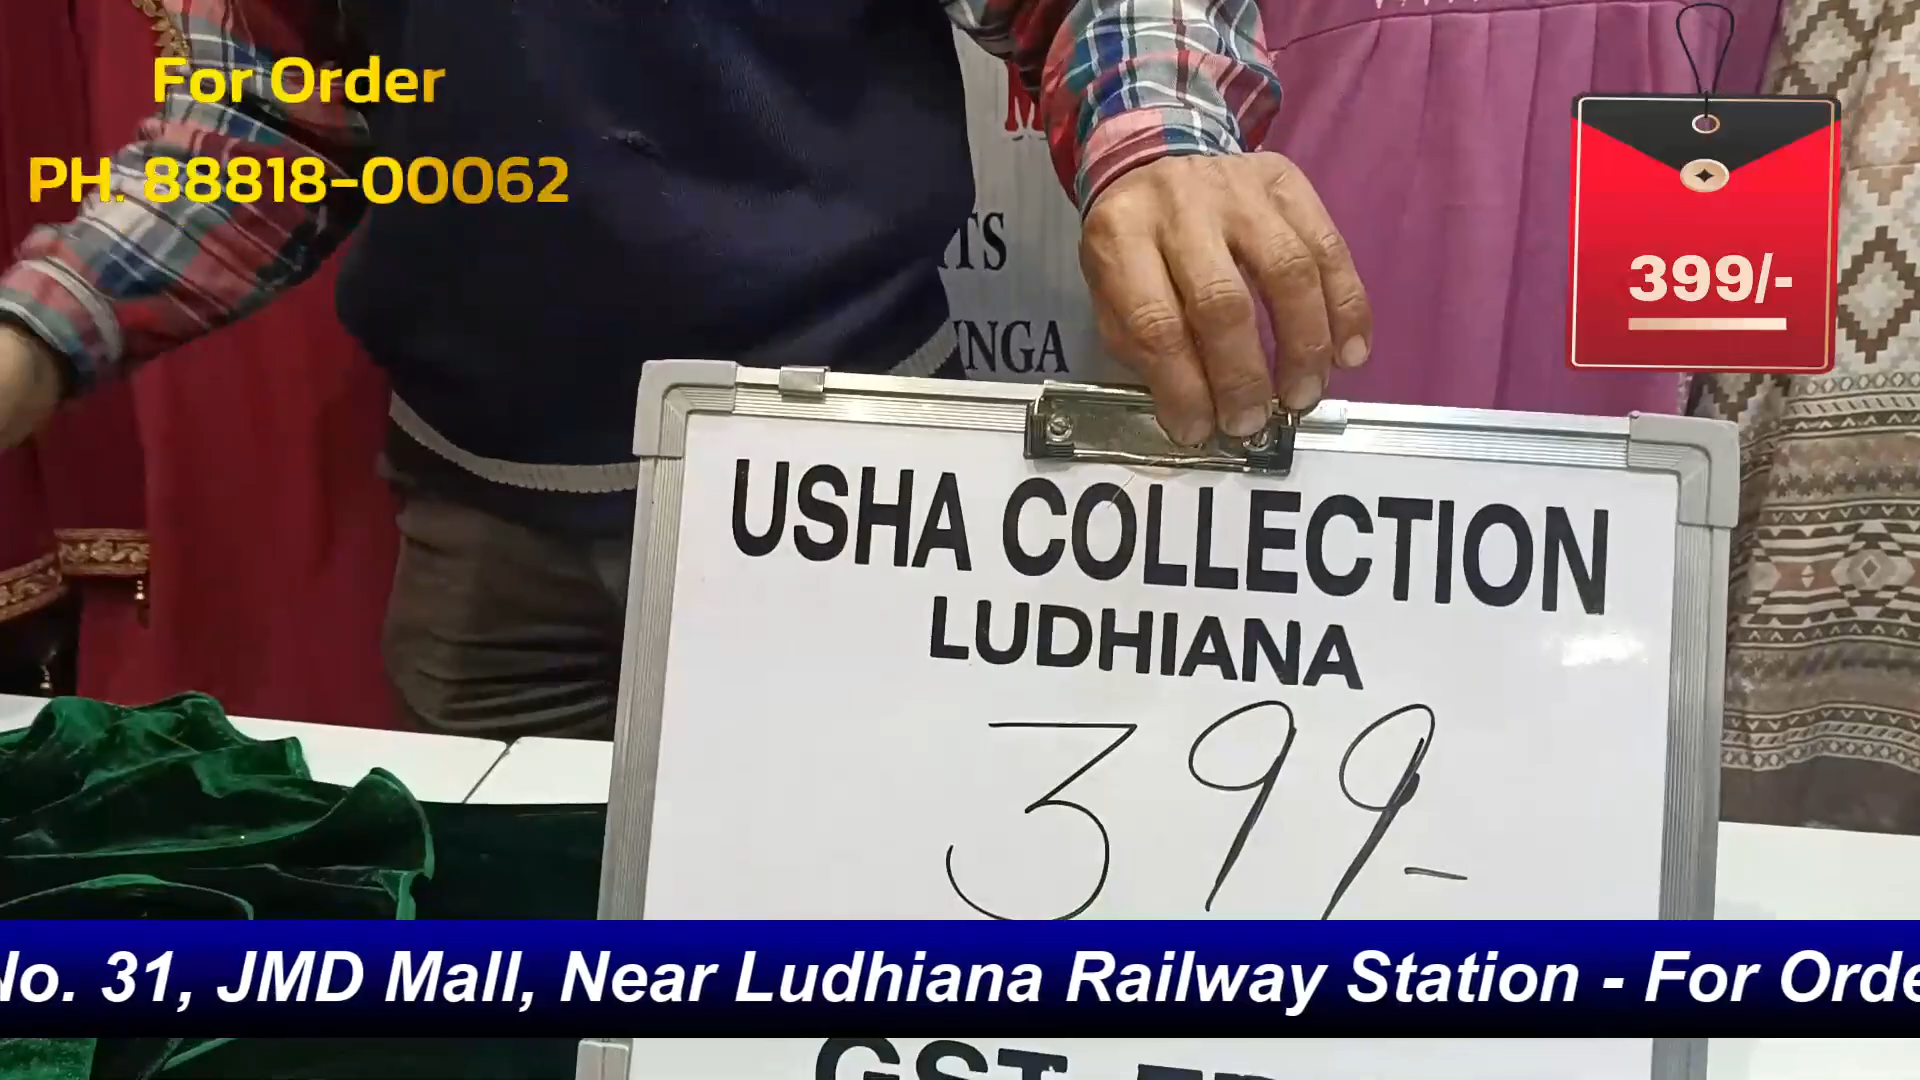 For Order
PH. 88818-00062
399/-
USHA COLLECTION
LUDHIANA
399-
No. 31, JMD Mall, Near Ludhiana Railway Station - For Orde
GST